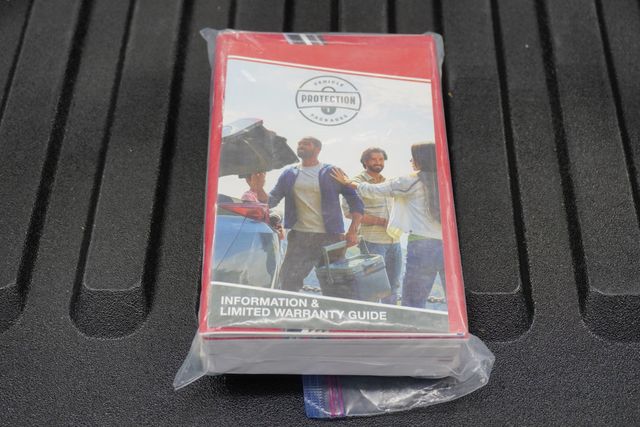 VEHICLE
PROTECTION
PACKAGES
INFORMATION &
LIMITED WARRANTY GUIDE